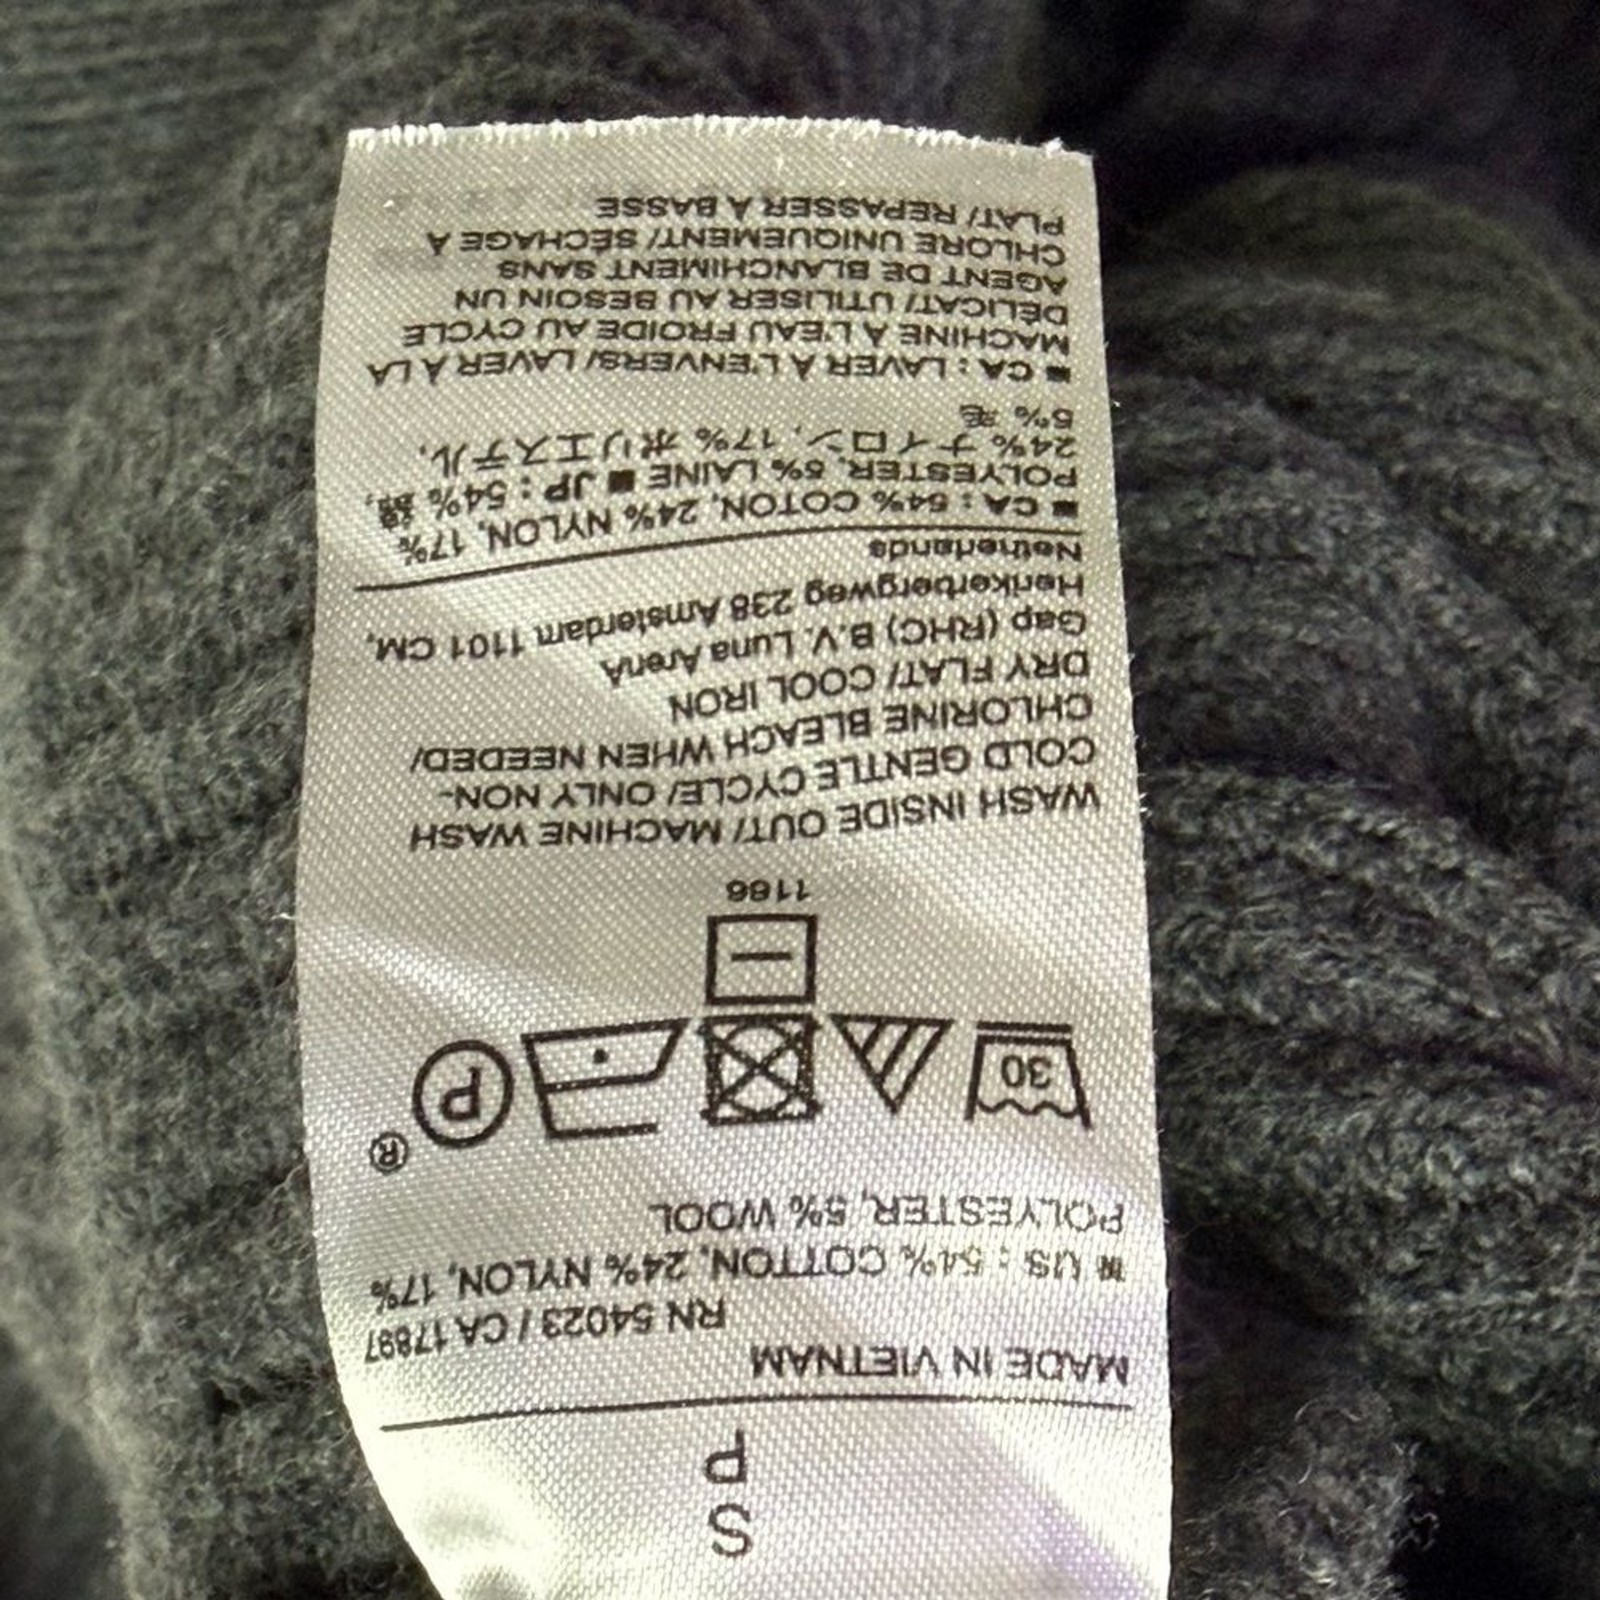 S
P
MADE IN VIETNAM
RN 54023 / CA 17897
■ US : 54% COTTON, 24% NYLON, 17%
POLYESTER, 5% WOOL
®
30
P
1166
WASH INSIDE OUT/ MACHINE WASH
COLD GENTLE CYCLE/ ONLY NON-
CHLORINE BLEACH WHEN NEEDED/
DRY FLAT/ COOL IRON
Gap (RHC) B.V. Luna ArenA
Herikerbergweg 238 Amsterdam 1101 CM,
Netherlands
■ CA : 54% COTON, 24% NYLON, 17%
POLYESTER, 5% LAINE ■ JP : 54% 綿,
24% ナイロン, 17% ポリエステル,
5% 毛
■ CA : LAVER À L'ENVERS/ LAVER À LA
MACHINE À L'EAU FROIDE AU CYCLE
DÉLICAT/ UTILISER AU BESOIN UN
AGENT DE BLANCHIMENT SANS
CHLORE UNIQUEMENT/ SÉCHAGE À
PLAT/ REPASSER À BASSE